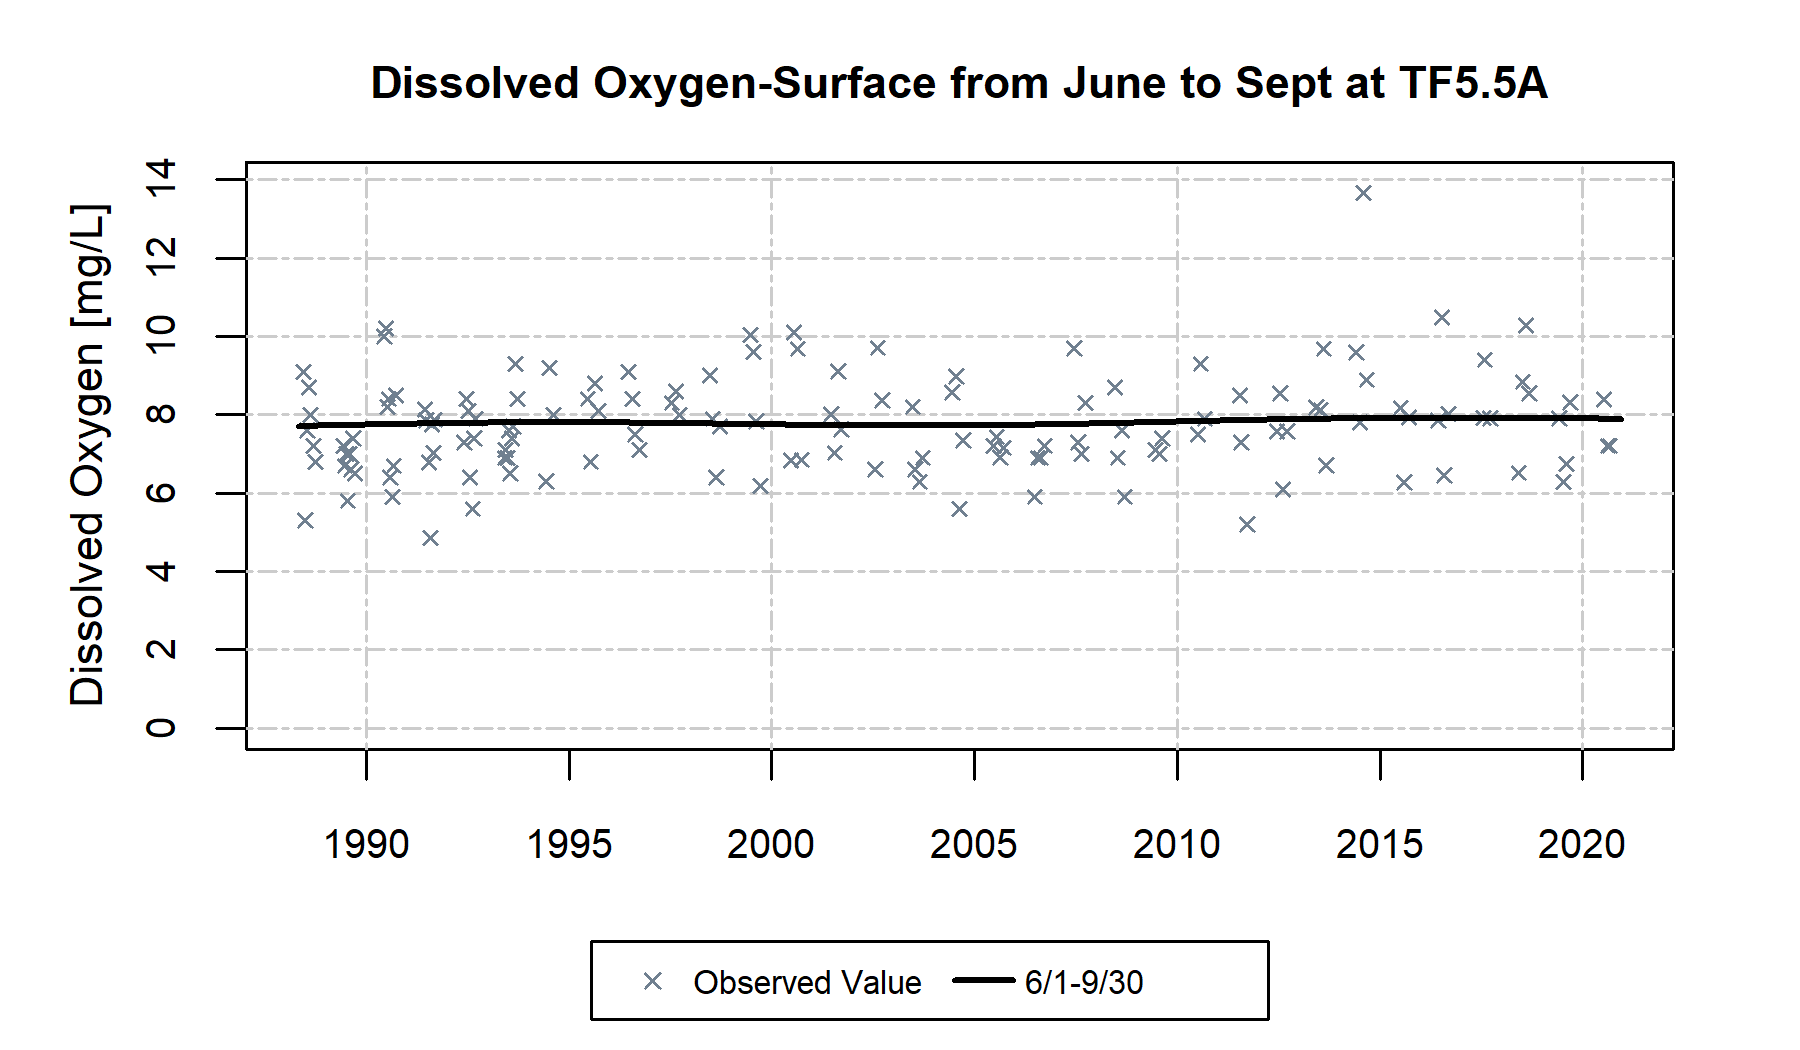 Dissolved Oxygen-Surface from June to Sept at TF5.5A
Dissolved Oxygen [mg/L]
14
12
10
8
6
4
2
0
1990 1995 2000 2005 2010 2015 2020
Observed Value 6/1-9/30